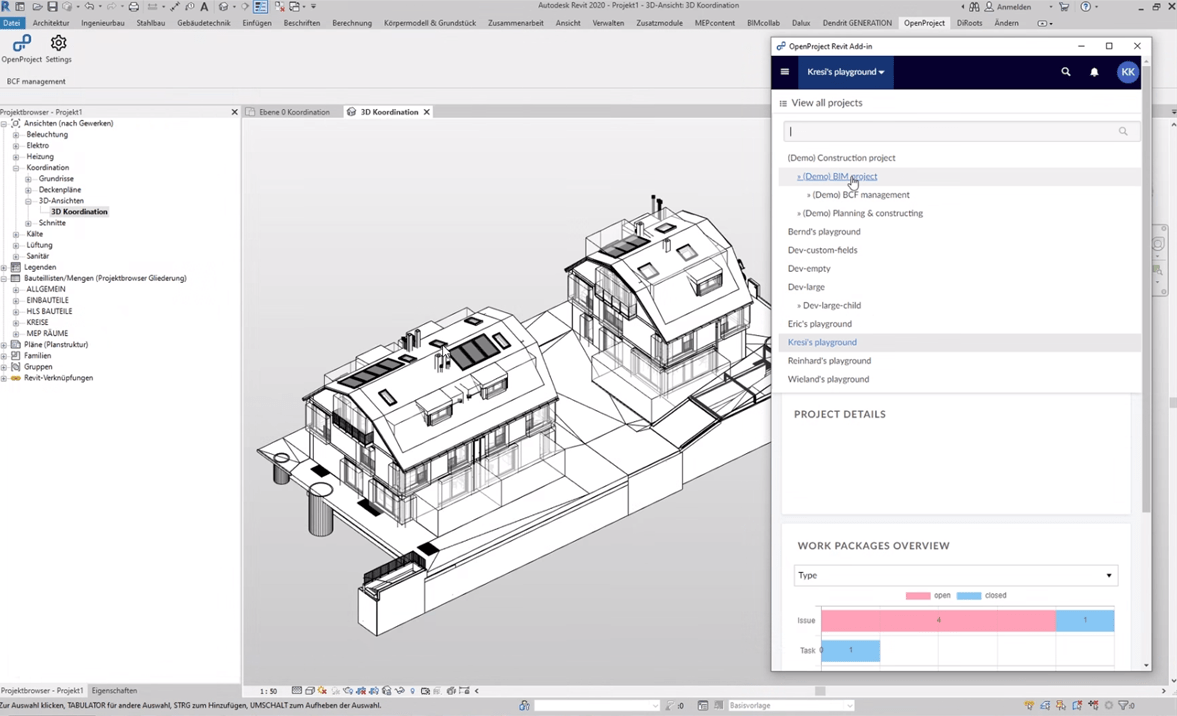 Autodesk Revit 2020 - Projekt1 - 3D-Ansicht: 3D Koordination
Anmelden
Datei Architektur Ingenieurbau Stahlbau Gebäudetechnik Einfügen Beschriften Berechnung Körpermodell & Grundstück Zusammenarbeit Ansicht Verwalten Zusatzmodule MEPcontent BIMcollab Dalux Dendrit GENERATION OpenProject DiRoots Ändern
OpenProject Settings
BCF management
Projektbrowser - Projekt1
Ansichten (nach Gewerken)
Beleuchtung
Elektro
Heizung
Koordination
Grundrisse
Deckenpläne
3D-Ansichten
3D Koordination
Schnitte
Kälte
Lüftung
Sanitär
Legenden
Bauteillisten/Mengen (Projektbrowser Gliederung)
ALLGEMEIN
EINBAUTEILE
HLS BAUTEILE
KREISE
MEP RÄUME
Pläne (Planstruktur)
Familien
Gruppen
Revit-Verknüpfungen
Ebene 0 Koordination
3D Koordination
OpenProject Revit Add-in
Kresi's playground
KK
View all projects
(Demo) Construction project
» (Demo) BIM project
» (Demo) BCF management
» (Demo) Planning & constructing
Bernd's playground
Dev-custom-fields
Dev-empty
Dev-large
» Dev-large-child
Eric's playground
Kresi's playground
Reinhard's playground
Wieland's playground
PROJECT DETAILS
WORK PACKAGES OVERVIEW
Type
open closed
Issue 4 1
Task 0 1
Projektbrowser - Projekt1 Eigenschaften
1 : 50
Zur Auswahl klicken, TABULATOR für andere Auswahl, STRG zum Hinzufügen, UMSCHALT zum Aufheben der Auswahl.
:0
Basisvorlage
:0